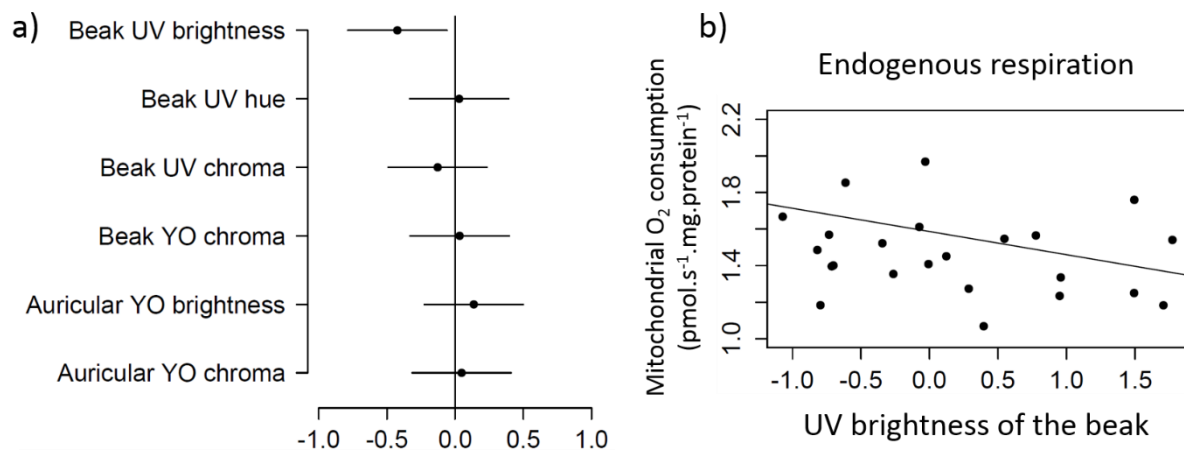 a)
Beak UV brightness
Beak UV hue
Beak UV chroma
Beak YO chroma
Auricular YO brightness
Auricular YO chroma
-1.0 -0.5 0.0 0.5 1.0
b)
Endogenous respiration
Mitochondrial O₂ consumption
(pmol.s⁻¹.mg.protein⁻¹)
2.2
1.8
1.4
1.0
-1.0 -0.5 0.0 0.5 1.0 1.5
UV brightness of the beak